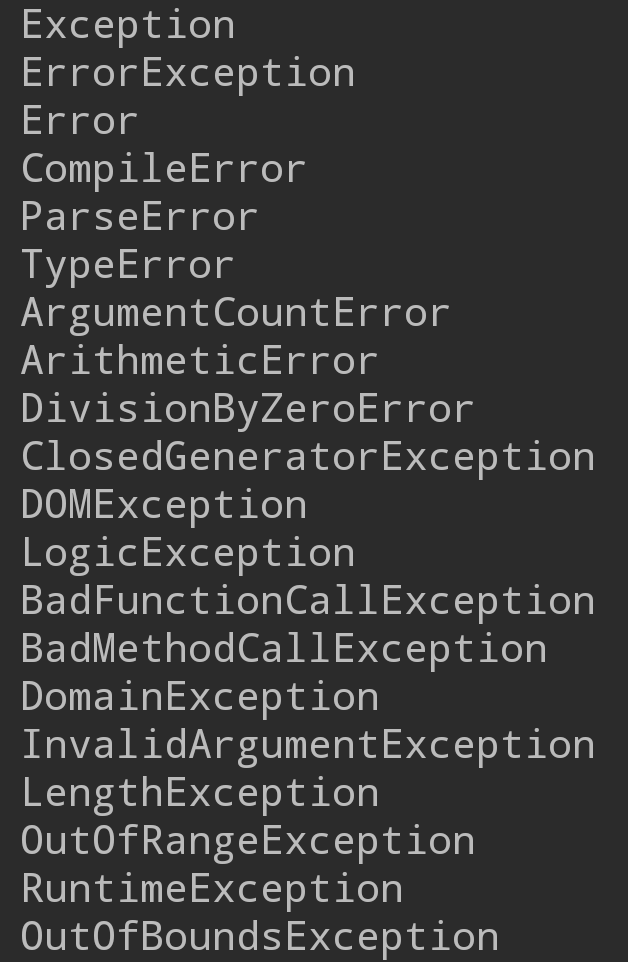 Exception
ErrorException
Error
CompileError
ParseError
TypeError
ArgumentCountError
ArithmeticError
DivisionByZeroError
ClosedGeneratorException
DOMException
LogicException
BadFunctionCallException
BadMethodCallException
DomainException
InvalidArgumentException
LengthException
OutOfRangeException
RuntimeException
OutOfBoundsException